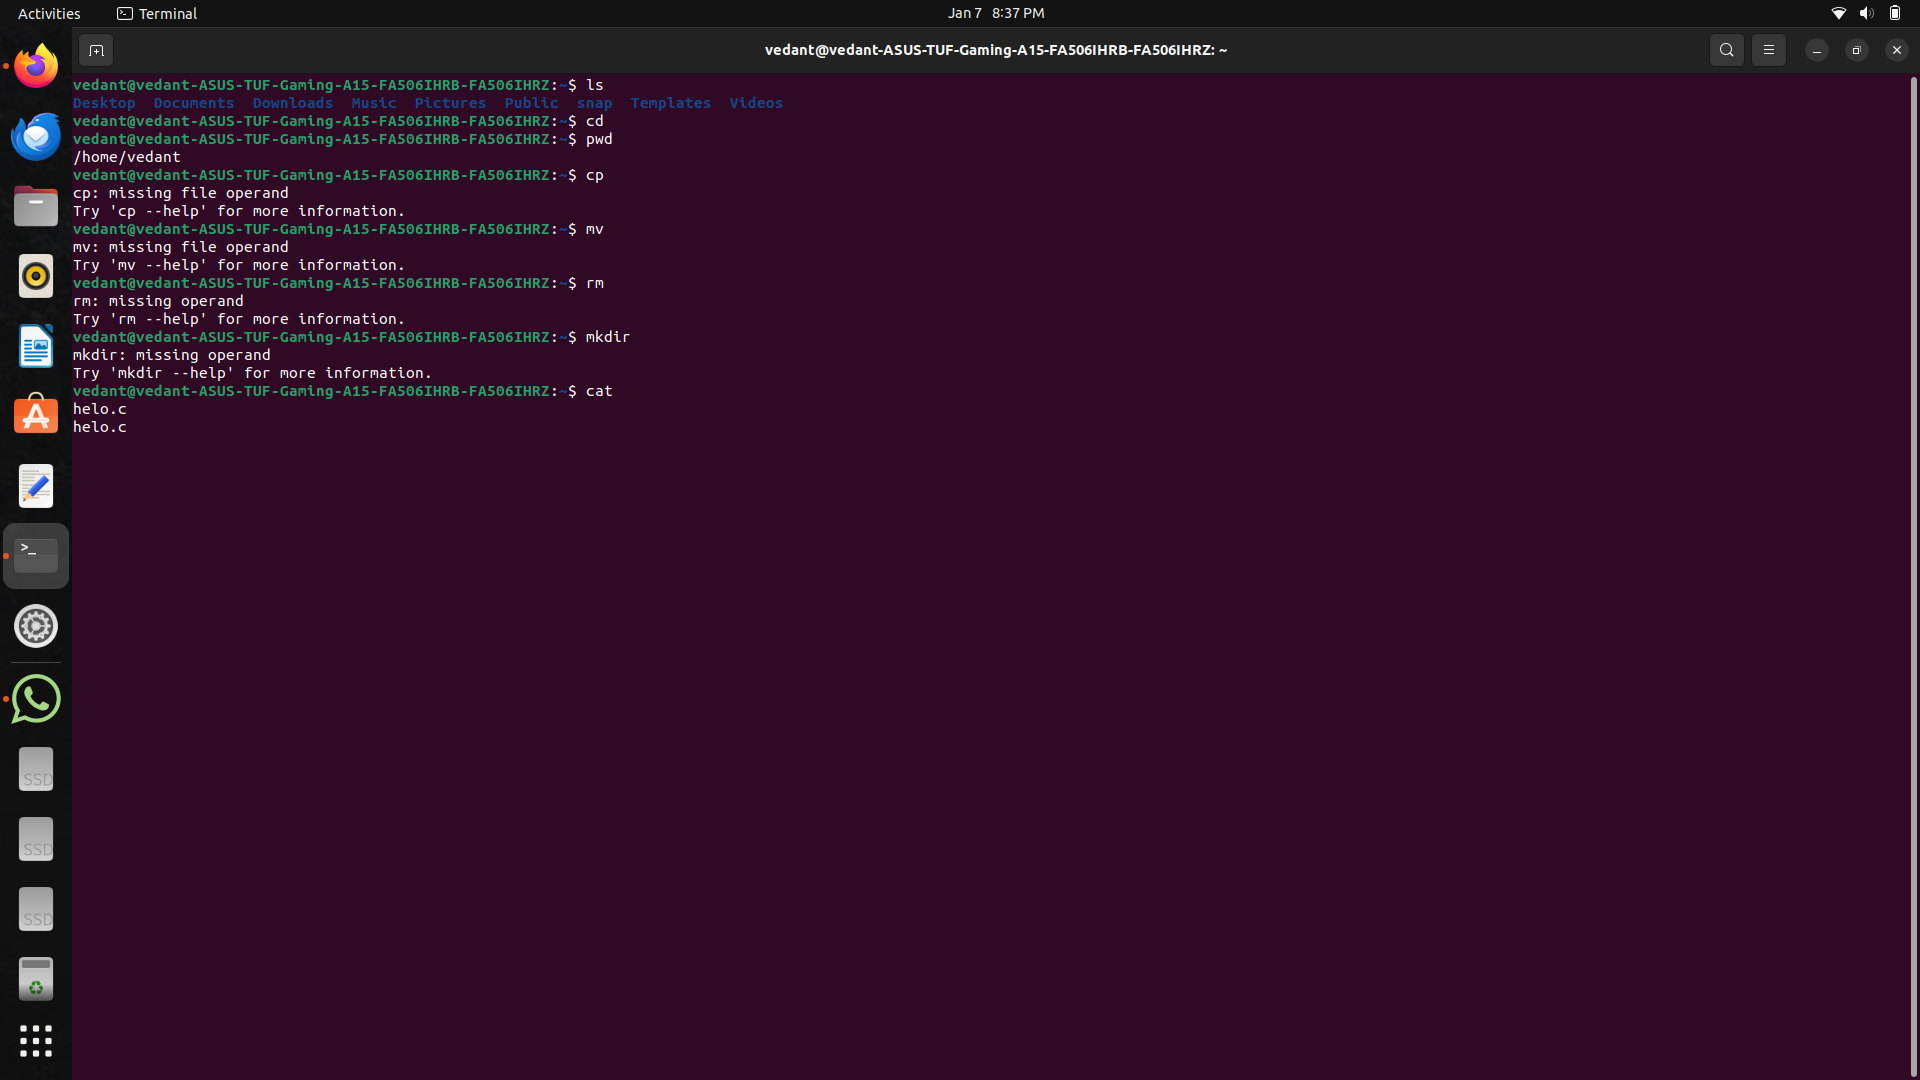 Activities Terminal Jan 7 8:37 PM
vedant@vedant-ASUS-TUF-Gaming-A15-FA506IHRB-FA506IHRZ: ~
vedant@vedant-ASUS-TUF-Gaming-A15-FA506IHRB-FA506IHRZ:~$ ls
Desktop Documents Downloads Music Pictures Public snap Templates Videos
vedant@vedant-ASUS-TUF-Gaming-A15-FA506IHRB-FA506IHRZ:~$ cd
vedant@vedant-ASUS-TUF-Gaming-A15-FA506IHRB-FA506IHRZ:~$ pwd
/home/vedant
vedant@vedant-ASUS-TUF-Gaming-A15-FA506IHRB-FA506IHRZ:~$ cp
cp: missing file operand
Try 'cp --help' for more information.
vedant@vedant-ASUS-TUF-Gaming-A15-FA506IHRB-FA506IHRZ:~$ mv
mv: missing file operand
Try 'mv --help' for more information.
vedant@vedant-ASUS-TUF-Gaming-A15-FA506IHRB-FA506IHRZ:~$ rm
rm: missing operand
Try 'rm --help' for more information.
vedant@vedant-ASUS-TUF-Gaming-A15-FA506IHRB-FA506IHRZ:~$ mkdir
mkdir: missing operand
Try 'mkdir --help' for more information.
vedant@vedant-ASUS-TUF-Gaming-A15-FA506IHRB-FA506IHRZ:~$ cat
helo.c
helo.c
SSD
SSD
SSD